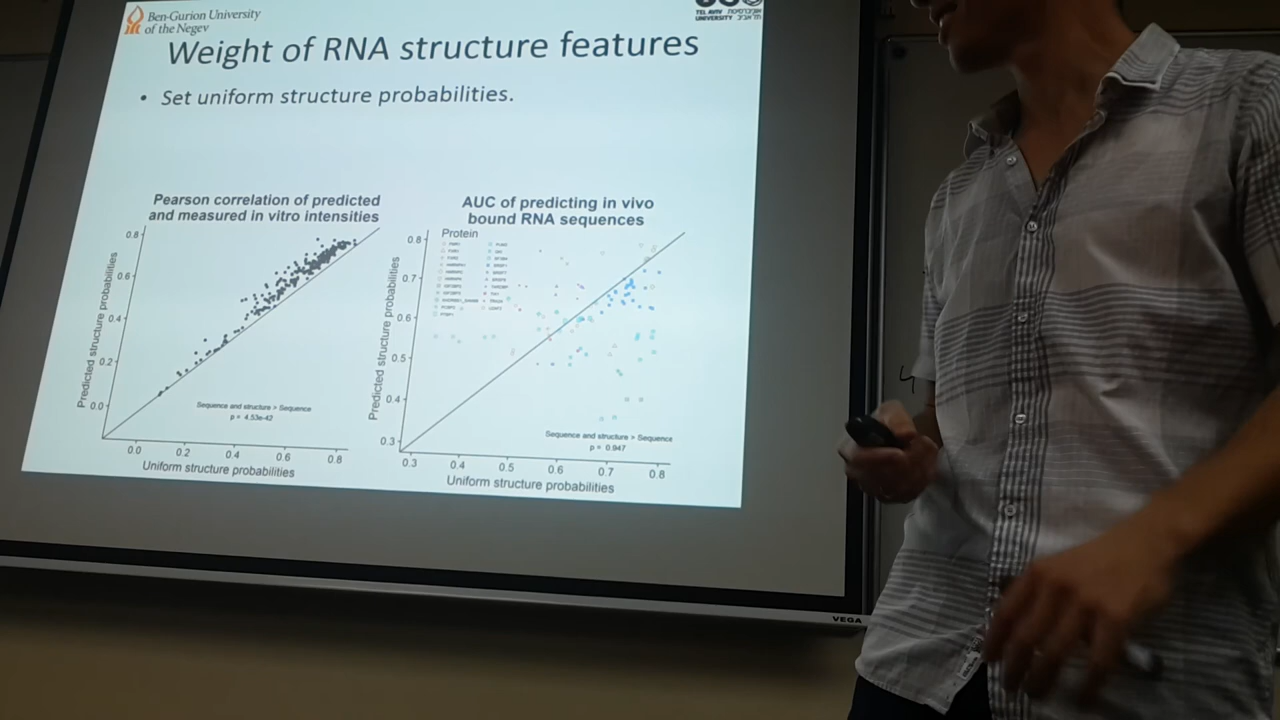 Ben-Gurion University
of the Negev
TEL AVIV אוניברסיטת
UNIVERSITY תל אביב
Weight of RNA structure features
• Set uniform structure probabilities.
Pearson correlation of predicted
and measured in vitro intensities
Predicted structure probabilities
0.8
0.6
0.4
0.2
0.0
Sequence and structure > Sequence
p = 4.53e-42
0.0 0.2 0.4 0.6 0.8
Uniform structure probabilities
AUC of predicting in vivo
bound RNA sequences
Protein
Predicted structure probabilities
0.8
0.7
0.6
0.5
0.4
0.3
Sequence and structure > Sequence
p = 0.947
0.3 0.4 0.5 0.6 0.7 0.8
Uniform structure probabilities
VEGA